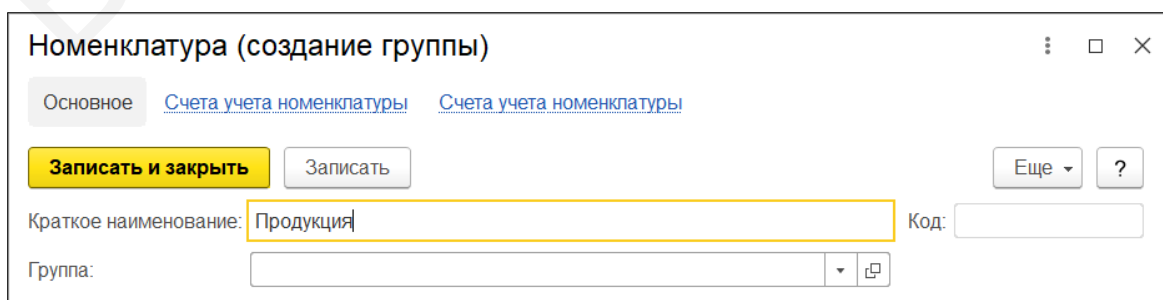 Номенклатура (создание группы)
Основное Счета учета номенклатуры Счета учета номенклатуры
Записать и закрыть Записать Еще ?
Краткое наименование: Продукция Код:
Группа: